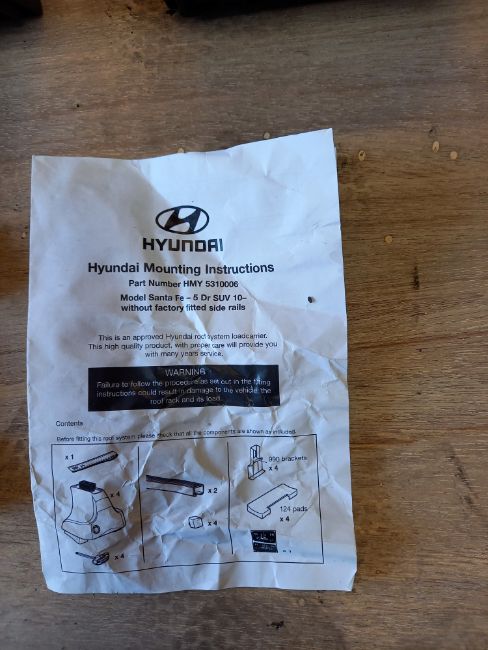 HYUNDAI
Hyundai Mounting Instructions
Part Number HMY 5310006
Model Santa Fe – 5 Dr SUV 10–
without factory fitted side rails
This is an approved Hyundai rod system loadcarrier.
This high quality product, with proper care will provide you
with many years service.
WARNING
Failure to follow the procedure as set out in the fitting
instructions could result in damage to the vehicle, the
roof rack and its load.
Contents
Before fitting this roof system please check that all the components are shown as included.
x 1
x 4
x 4
x 2
x 4
990 brackets
x 4
124 pads
x 4